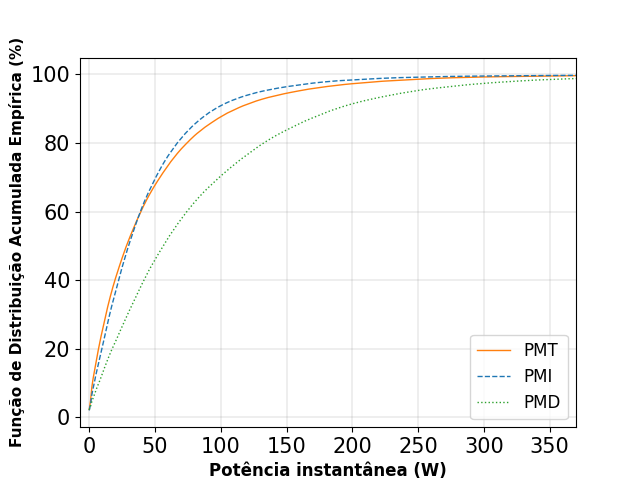 Função de Distribuição Acumulada Empírica (%)
100
80
60
40
20
0
PMT
PMI
PMD
0 50 100 150 200 250 300 350
Potência instantânea (W)